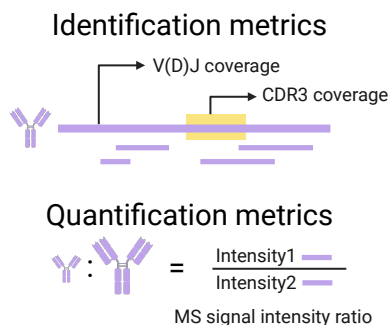 Identification metrics
V(D)J coverage
CDR3 coverage
Quantification metrics
: = Intensity1
Intensity2
MS signal intensity ratio